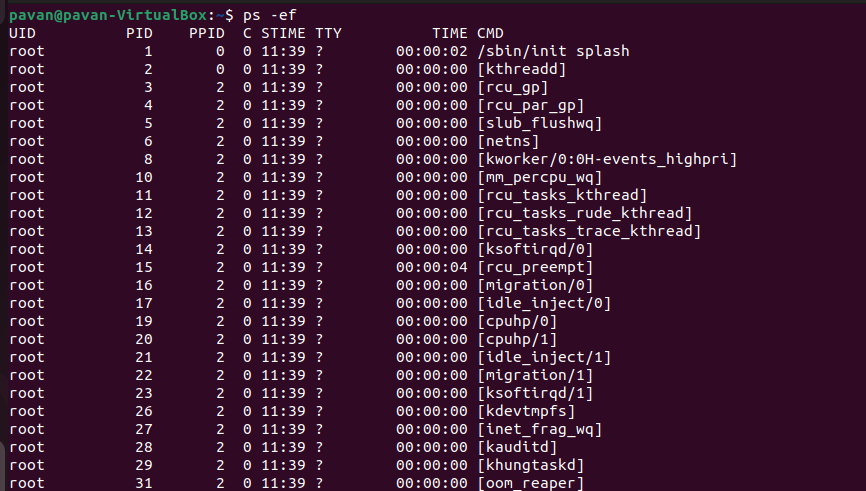 pavan@pavan-VirtualBox:~$ ps -ef
UID          PID    PPID  C STIME TTY          TIME CMD
root           1       0  0 11:39 ?        00:00:02 /sbin/init splash
root           2       0  0 11:39 ?        00:00:00 [kthreadd]
root           3       2  0 11:39 ?        00:00:00 [rcu_gp]
root           4       2  0 11:39 ?        00:00:00 [rcu_par_gp]
root           5       2  0 11:39 ?        00:00:00 [slub_flushwq]
root           6       2  0 11:39 ?        00:00:00 [netns]
root           8       2  0 11:39 ?        00:00:00 [kworker/0:0H-events_highpri]
root          10       2  0 11:39 ?        00:00:00 [mm_percpu_wq]
root          11       2  0 11:39 ?        00:00:00 [rcu_tasks_kthread]
root          12       2  0 11:39 ?        00:00:00 [rcu_tasks_rude_kthread]
root          13       2  0 11:39 ?        00:00:00 [rcu_tasks_trace_kthread]
root          14       2  0 11:39 ?        00:00:00 [ksoftirqd/0]
root          15       2  0 11:39 ?        00:00:04 [rcu_preempt]
root          16       2  0 11:39 ?        00:00:00 [migration/0]
root          17       2  0 11:39 ?        00:00:00 [idle_inject/0]
root          19       2  0 11:39 ?        00:00:00 [cpuhp/0]
root          20       2  0 11:39 ?        00:00:00 [cpuhp/1]
root          21       2  0 11:39 ?        00:00:00 [idle_inject/1]
root          22       2  0 11:39 ?        00:00:00 [migration/1]
root          23       2  0 11:39 ?        00:00:00 [ksoftirqd/1]
root          26       2  0 11:39 ?        00:00:00 [kdevtmpfs]
root          27       2  0 11:39 ?        00:00:00 [inet_frag_wq]
root          28       2  0 11:39 ?        00:00:00 [kauditd]
root          29       2  0 11:39 ?        00:00:00 [khungtaskd]
root          31       2  0 11:39 ?        00:00:00 [oom_reaper]